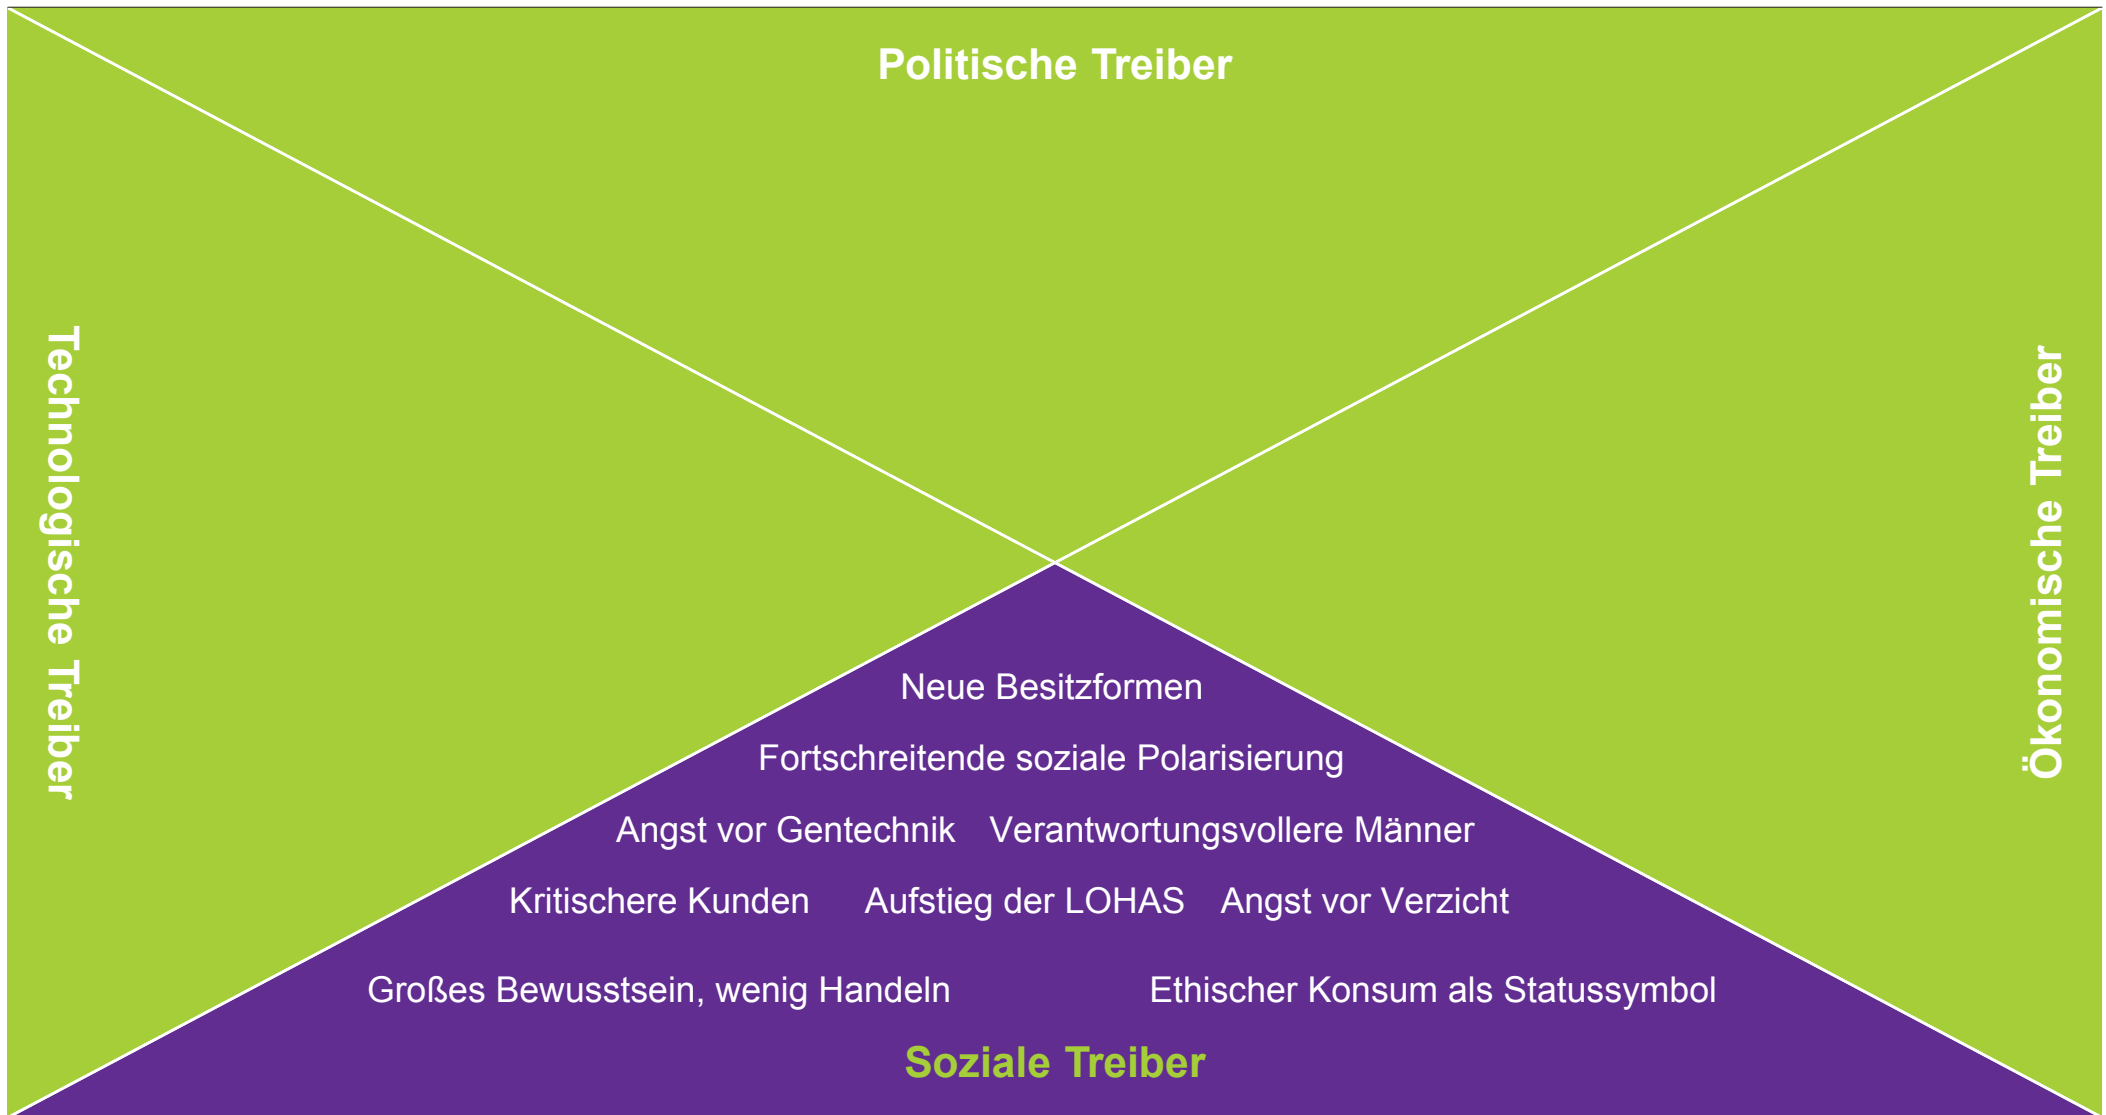 Politische Treiber
Technologische Treiber
Ökonomische Treiber
Neue Besitzformen
Fortschreitende soziale Polarisierung
Angst vor Gentechnik Verantwortungsvollere Männer
Kritischere Kunden Aufstieg der LOHAS Angst vor Verzicht
Großes Bewusstsein, wenig Handeln Ethischer Konsum als Statussymbol
Soziale Treiber